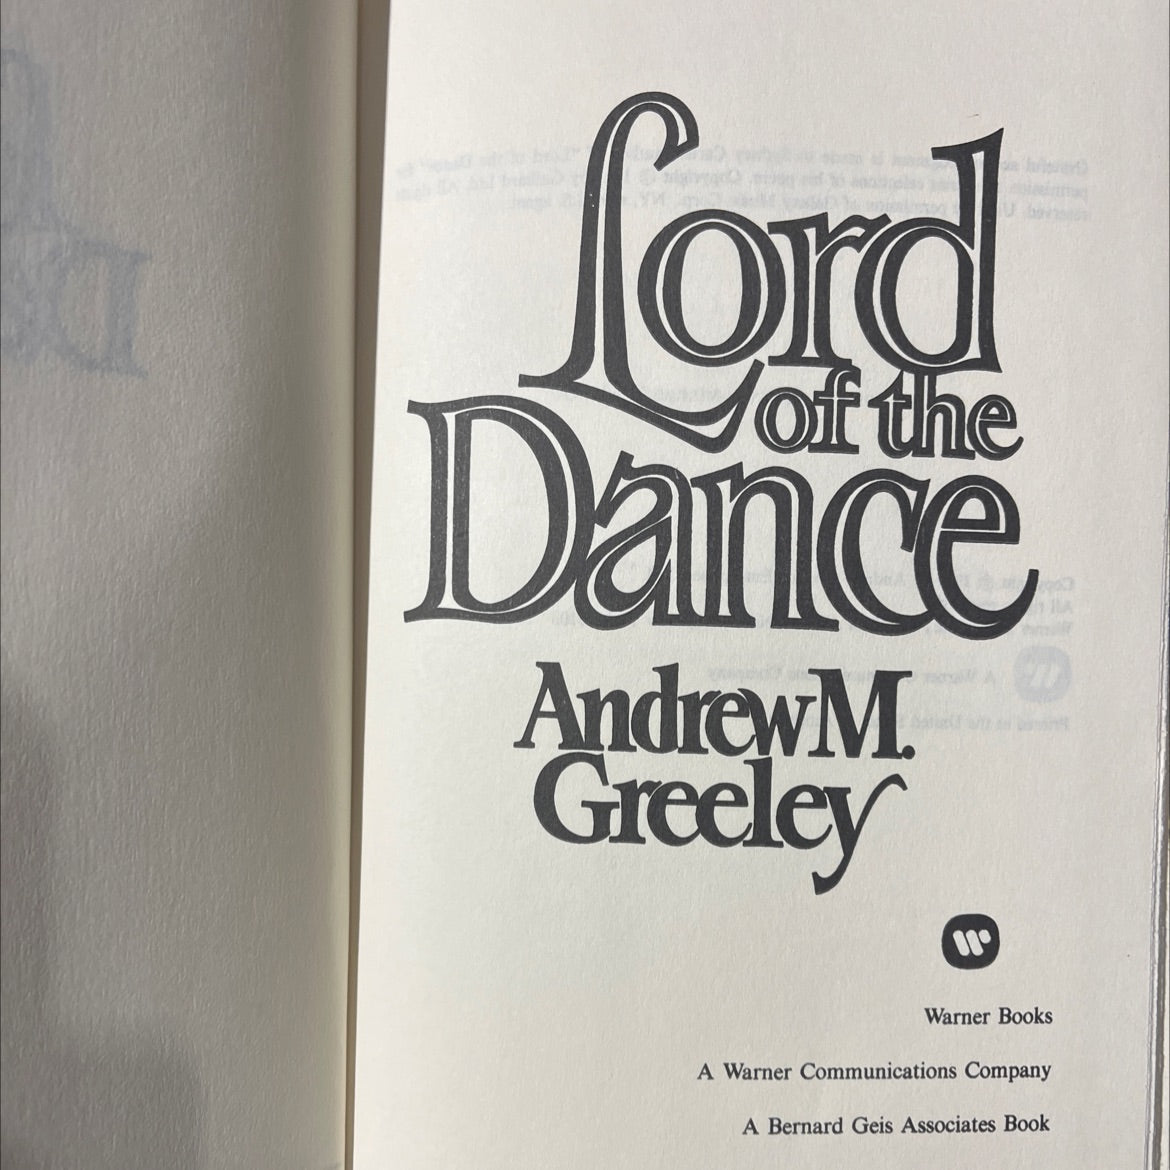 Lord
of the
Dance
Andrew M.
Greeley
Warner Books
A Warner Communications Company
A Bernard Geis Associates Book